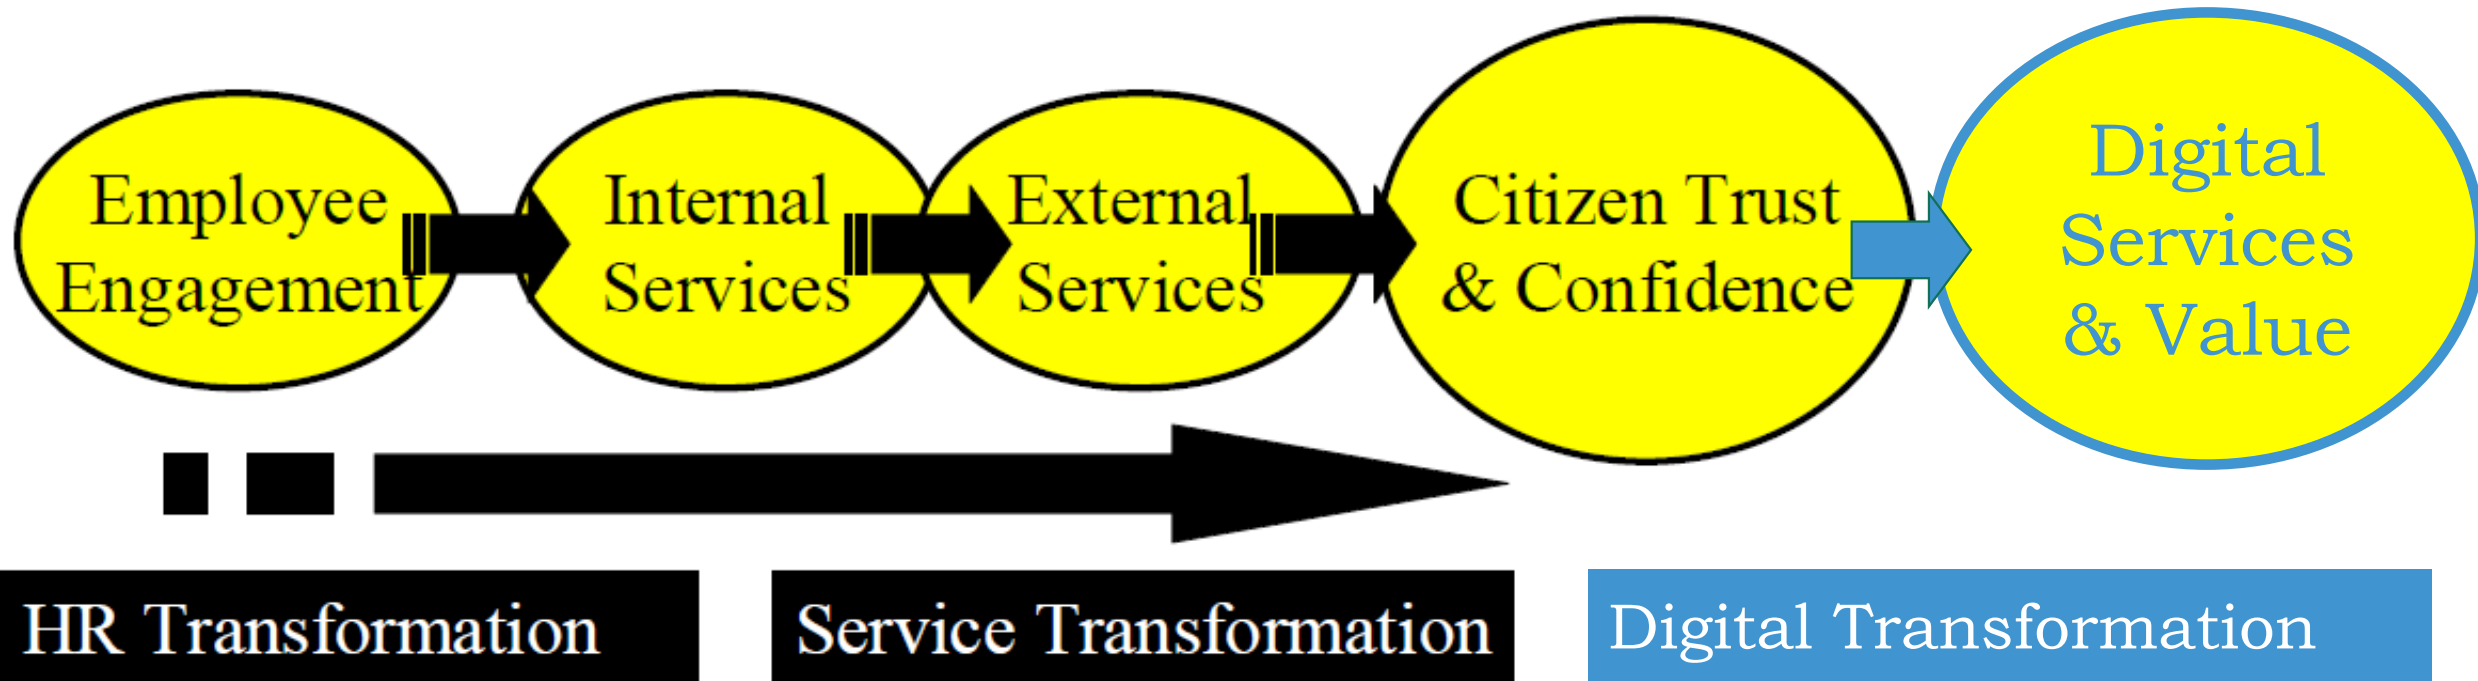 Employee
Engagement
Internal
Services
External
Services
Citizen Trust
& Confidence
Digital
Services
& Value
HR Transformation
Service Transformation
Digital Transformation